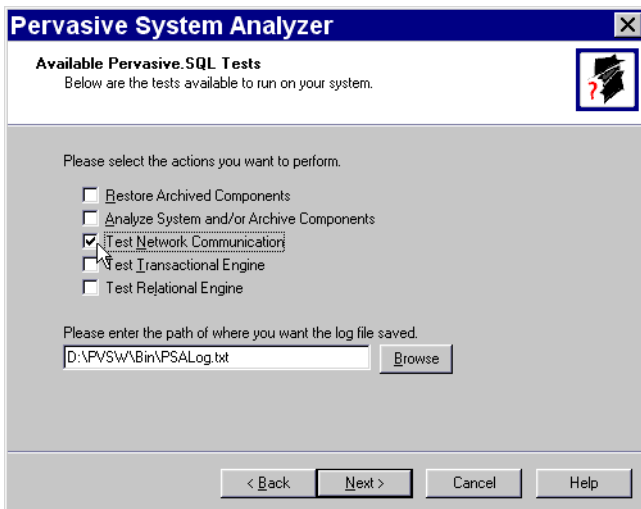 Pervasive System Analyzer
Available Pervasive.SQL Tests
Below are the tests available to run on your system.
?
Please select the actions you want to perform.
Restore Archived Components
Analyze System and/or Archive Components
Test Network Communication
Test Transactional Engine
Test Relational Engine
Please enter the path of where you want the log file saved.
D:\PVSW\Bin\PSALog.txt Browse
< Back Next > Cancel Help